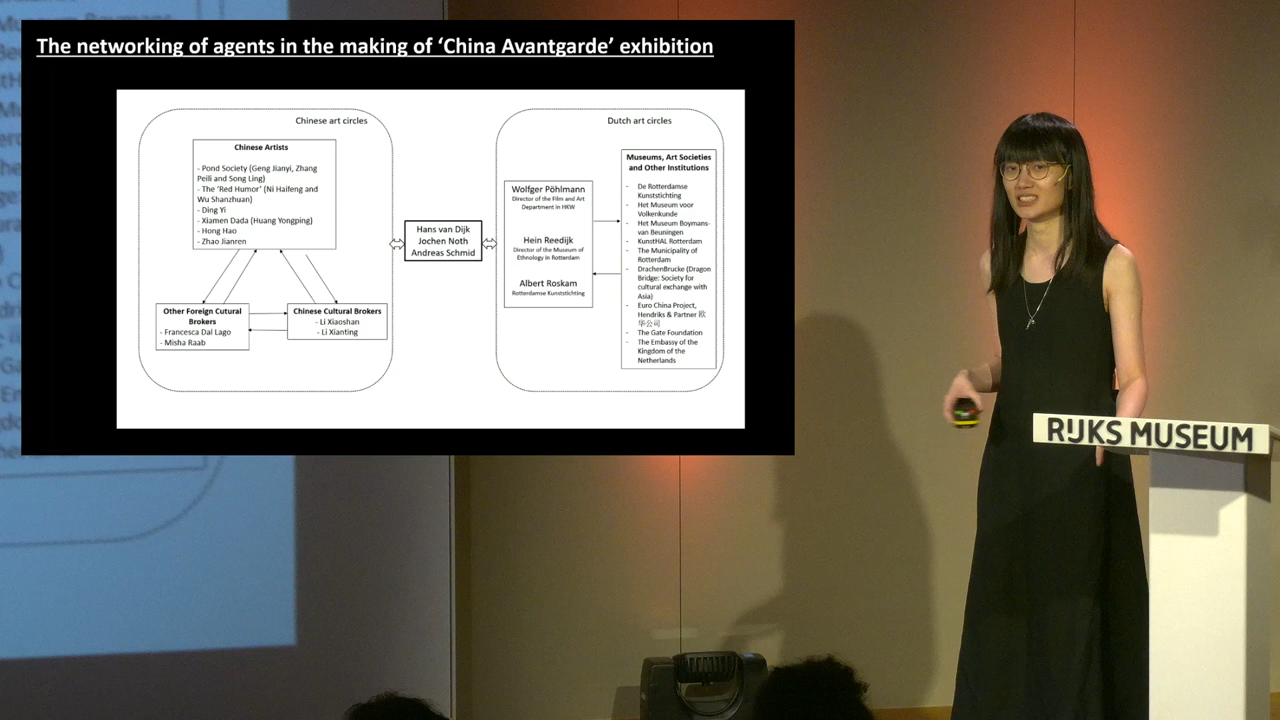 The networking of agents in the making of ‘China Avantgarde’ exhibition
Chinese art circles
Chinese Artists
- Pond Society (Geng Jianyi, Zhang
Peili and Song Ling)
- The ‘Red Humor’ (Ni Haifeng and
Wu Shanzhuan)
- Ding Yi
- Xiamen Dada (Huang Yongping)
- Hong Hao
- Zhao Jianren
Other Foreign Cutural
Brokers
- Francesca Dal Lago
- Misha Raab
Chinese Cultural Brokers
- Li Xiaoshan
- Li Xianting
Hans van Dijk
Jochen Noth
Andreas Schmid
Dutch art circles
Wolfger Pöhlmann
Director of the Film and Art
Department in HKW
Hein Reedijk
Director of the Museum of
Ethnology in Rotterdam
Albert Roskam
Rotterdamse Kunststichting
Museums, Art Societies
and Other Institutions
- De Rotterdamse
Kunststichting
- Het Museum voor
Volkenkunde
- Het Museum Boymans-
van Beuningen
- KunstHAL Rotterdam
- The Municipality of
Rotterdam
- DrachenBrucke (Dragon
Bridge: Society for
cultural exchange with
Asia)
- Euro China Project,
Hendriks & Partner 欧
华公司
- The Gate Foundation
- The Embassy of the
Kingdom of the
Netherlands
RIJKS MUSEUM